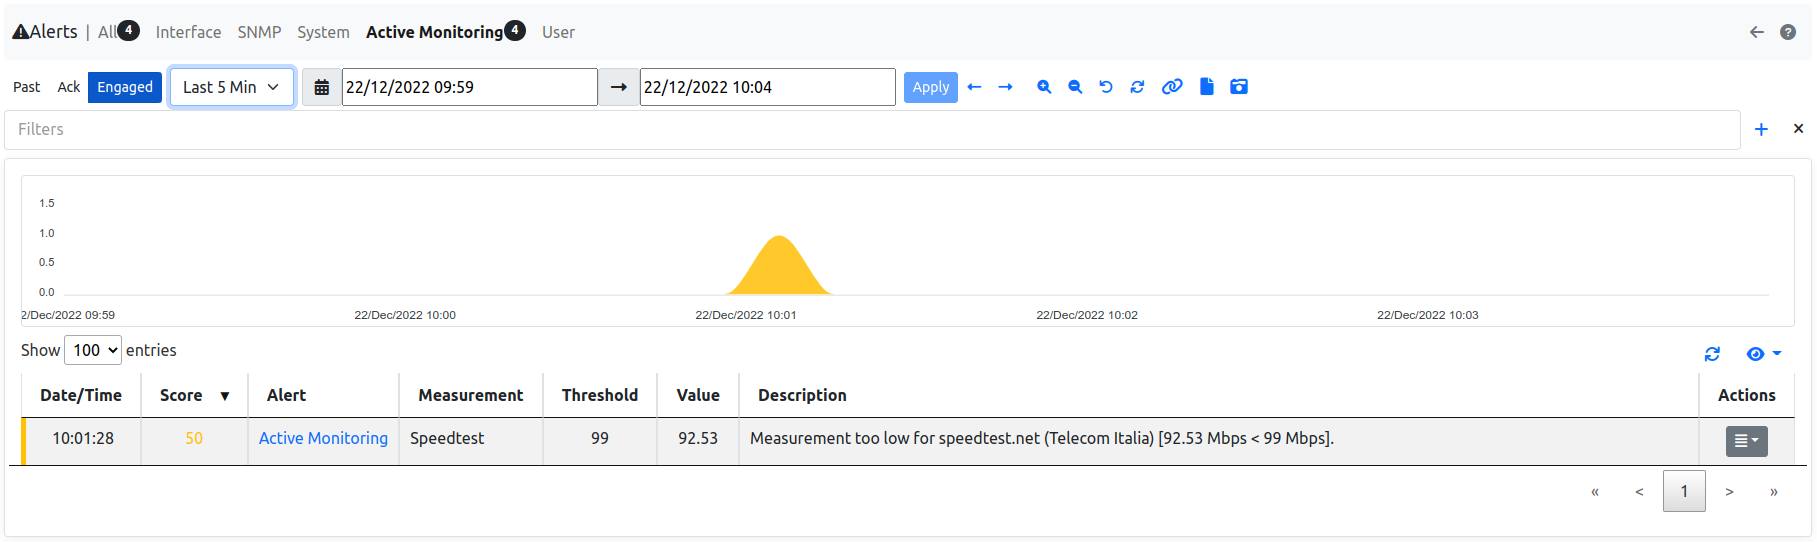 Alerts | All 4 Interface SNMP System Active Monitoring 4 User
Past Ack Engaged Last 5 Min 22/12/2022 09:59 → 22/12/2022 10:04 Apply
Filters
1.5
1.0
0.5
0.0
2/Dec/2022 09:59 22/Dec/2022 10:00 22/Dec/2022 10:01 22/Dec/2022 10:02 22/Dec/2022 10:03
Show 100 entries
Date/Time Score ▼ Alert Measurement Threshold Value Description Actions
10:01:28 50 Active Monitoring Speedtest 99 92.53 Measurement too low for speedtest.net (Telecom Italia) [92.53 Mbps < 99 Mbps].
« < 1 > »